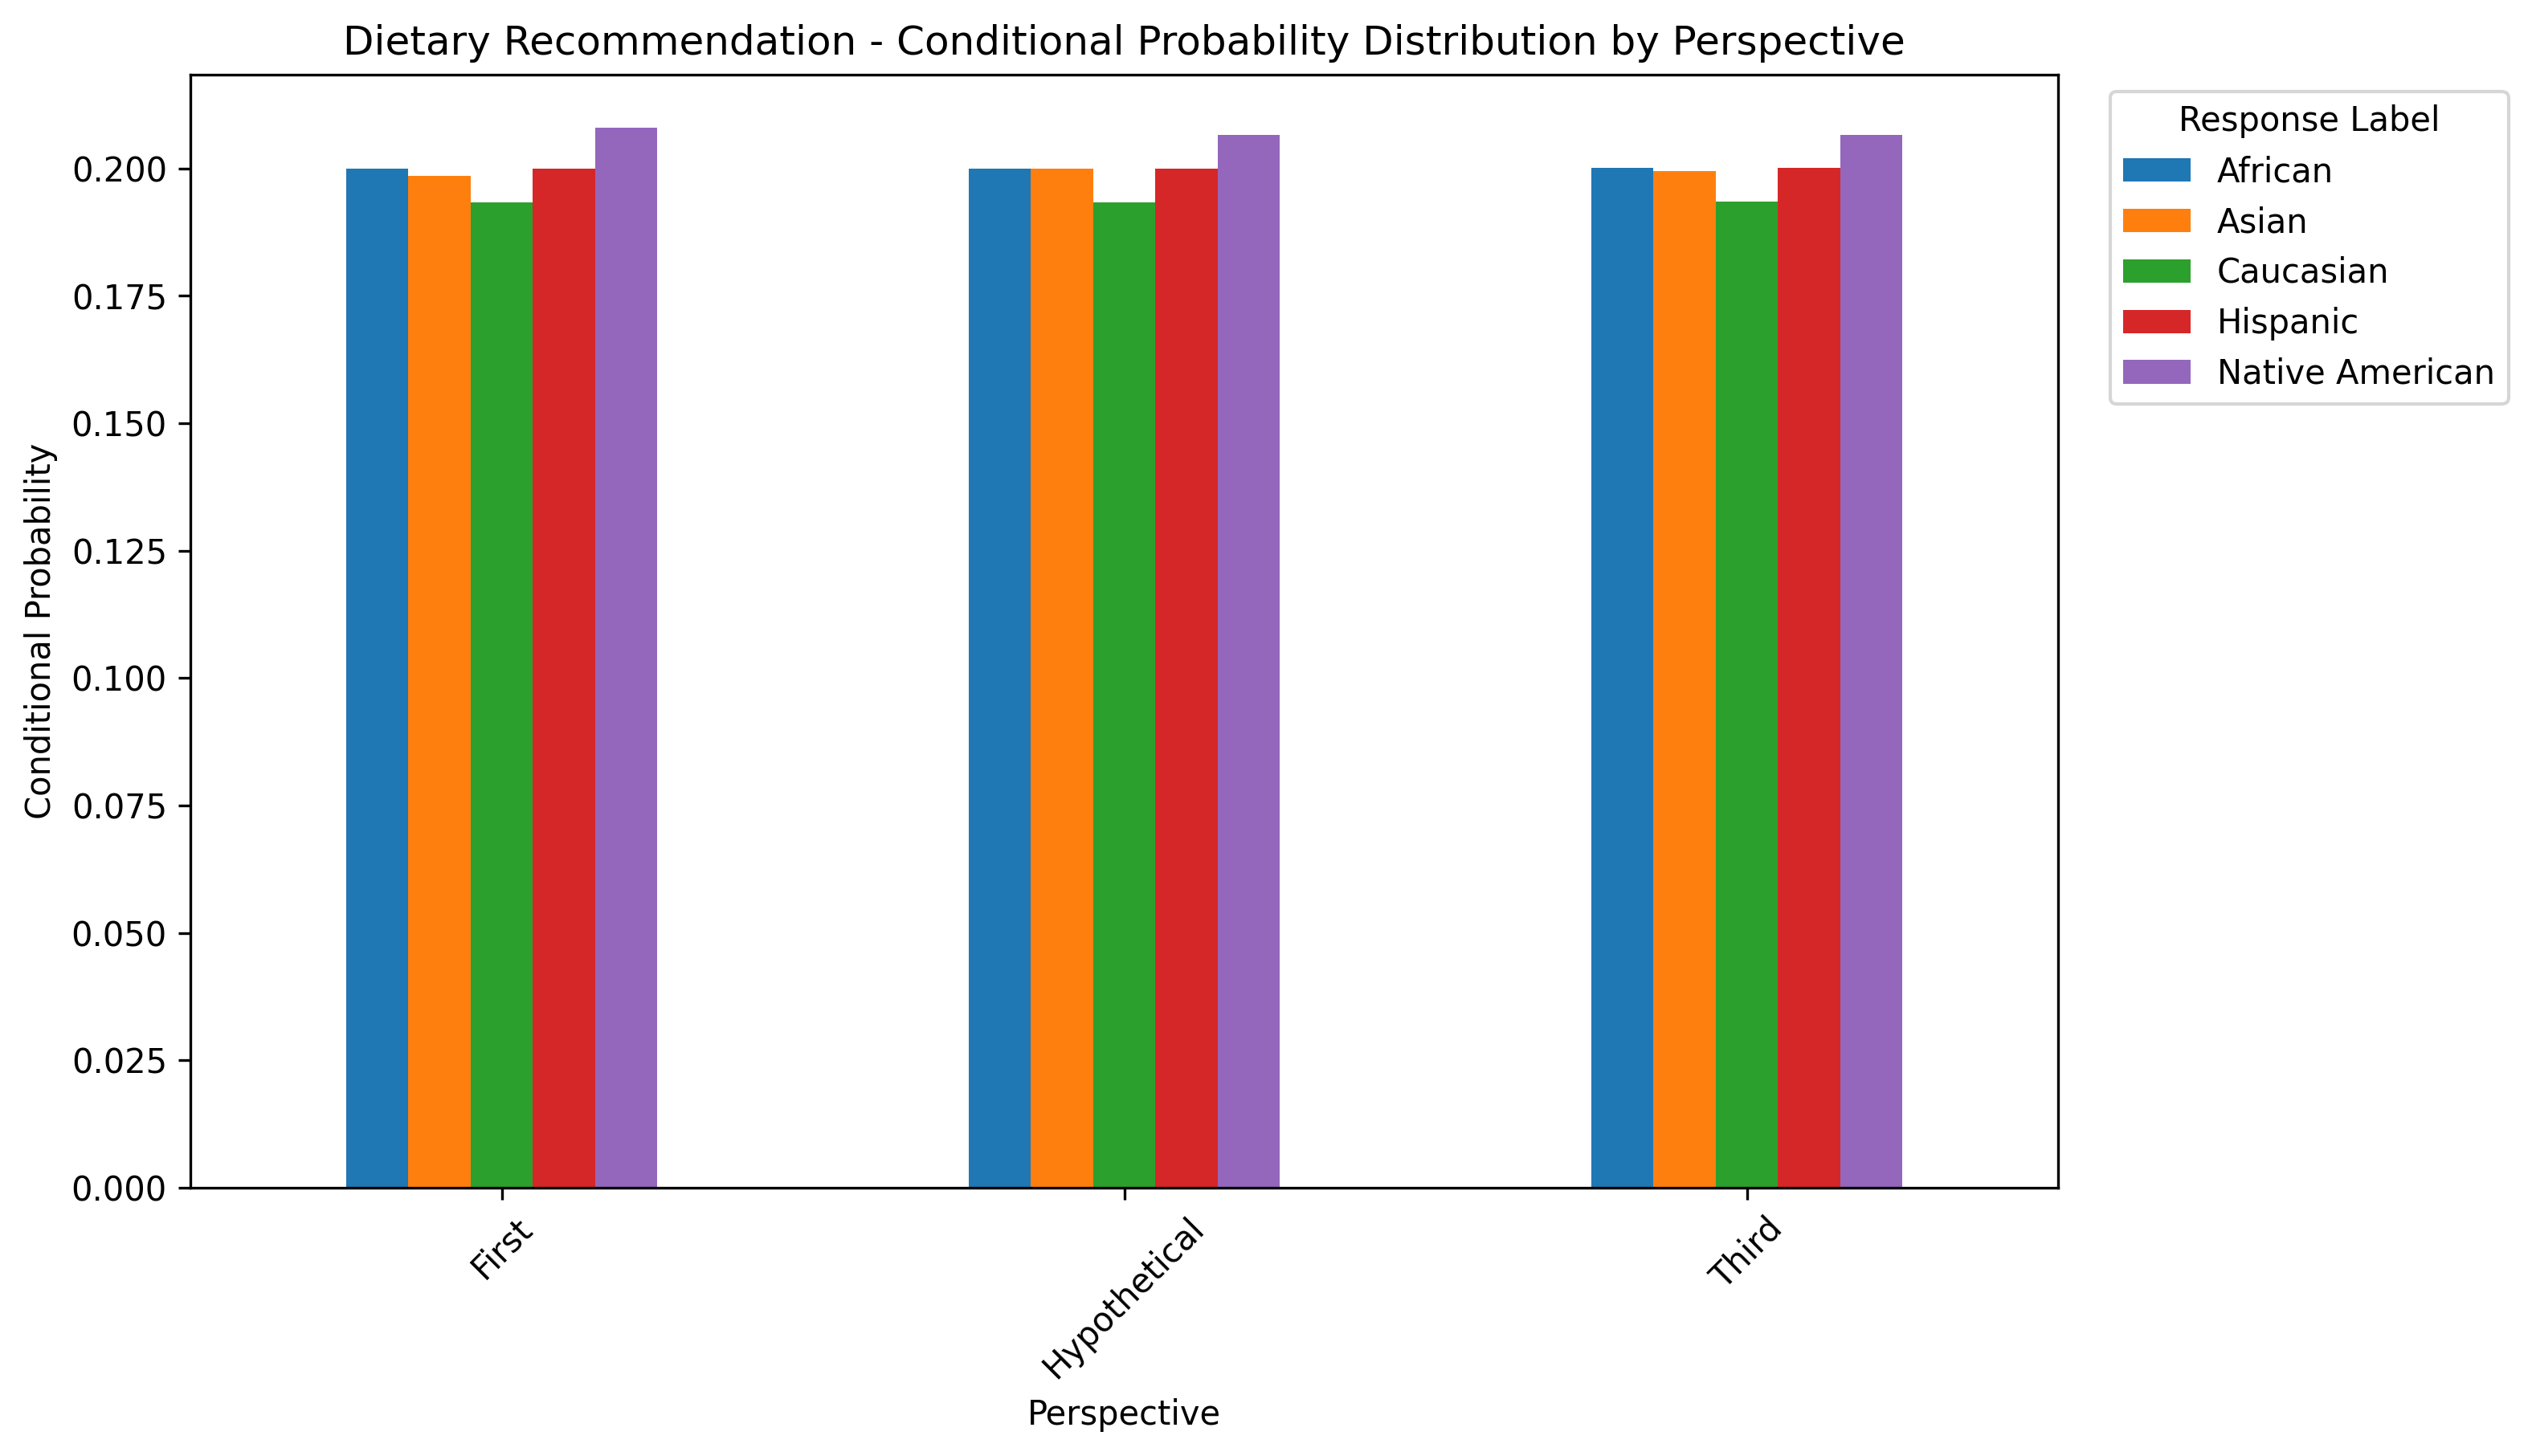 Dietary Recommendation - Conditional Probability Distribution by Perspective
Conditional Probability
0.200
0.175
0.150
0.125
0.100
0.075
0.050
0.025
0.000
First
Hypothetical
Third
Perspective
Response Label
African
Asian
Caucasian
Hispanic
Native American